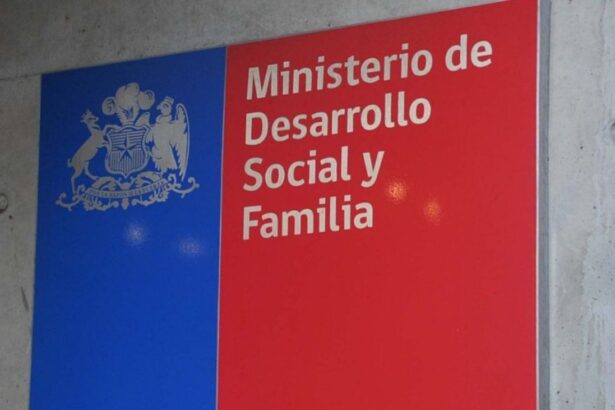 Ministerio de
Desarrollo
Social y
Familia